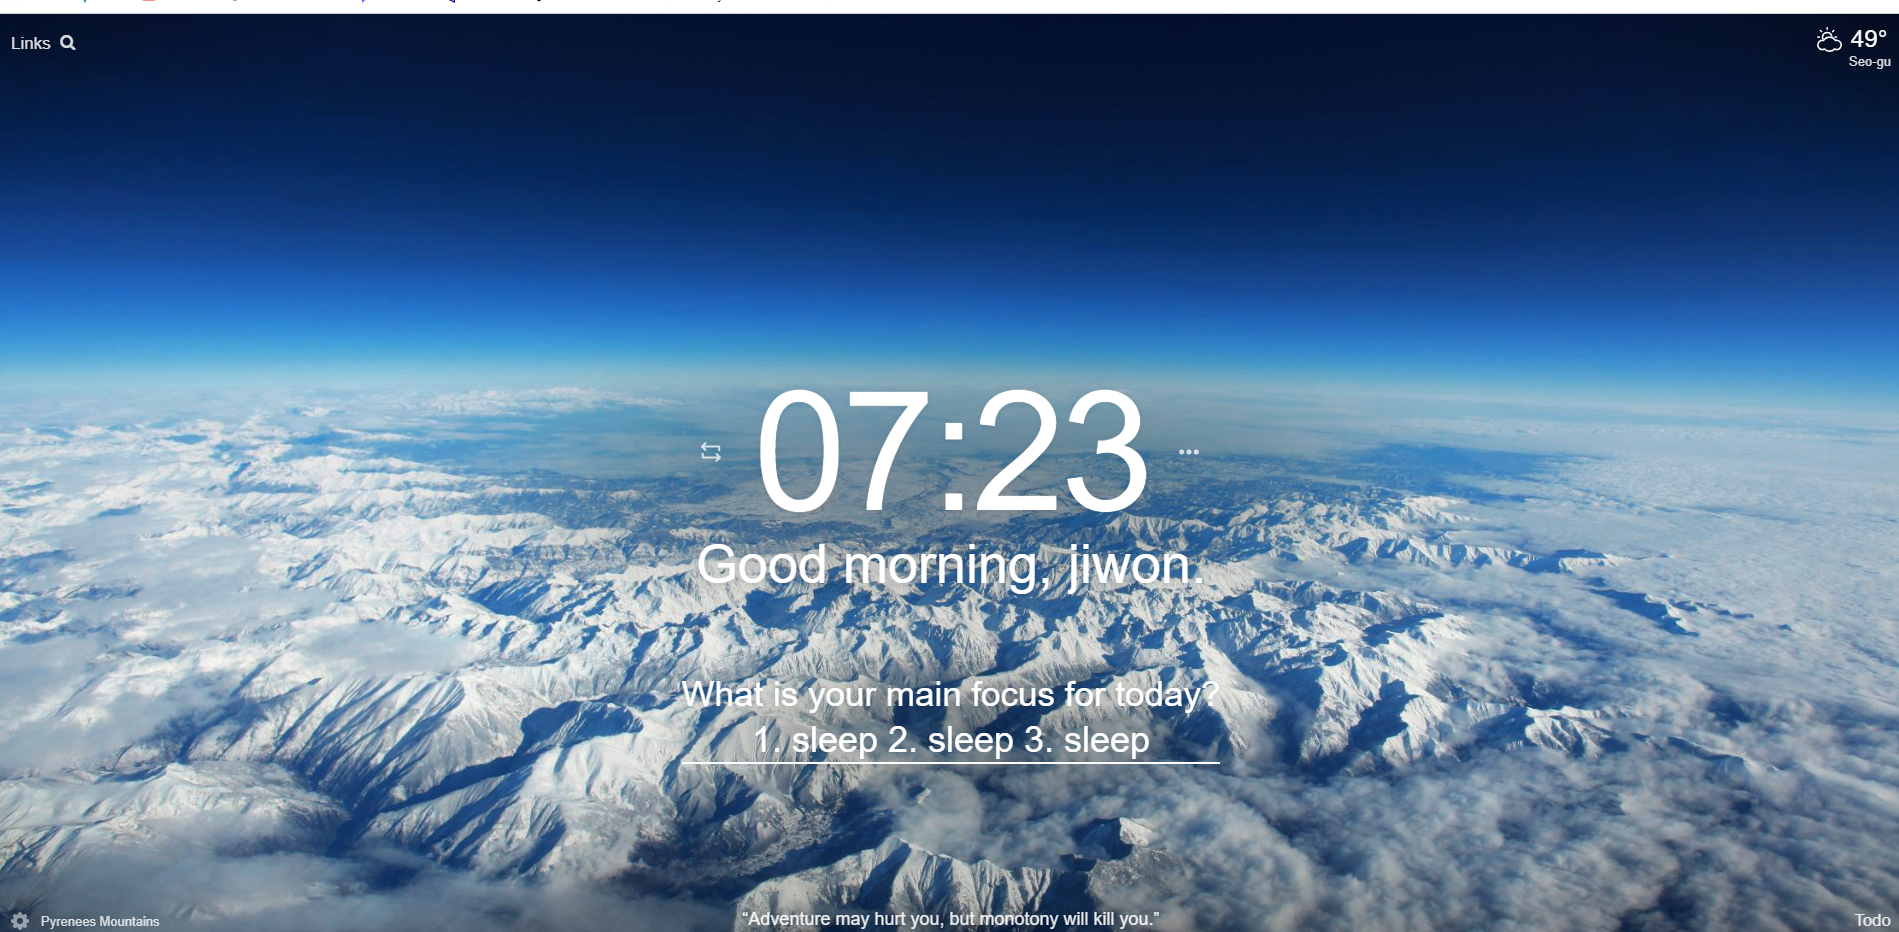 Links
49°
Seo-gu
07:23
Good morning, jiwon.
What is your main focus for today?
1. sleep 2. sleep 3. sleep
Pyrenees Mountains
“Adventure may hurt you, but monotony will kill you.”
Todo